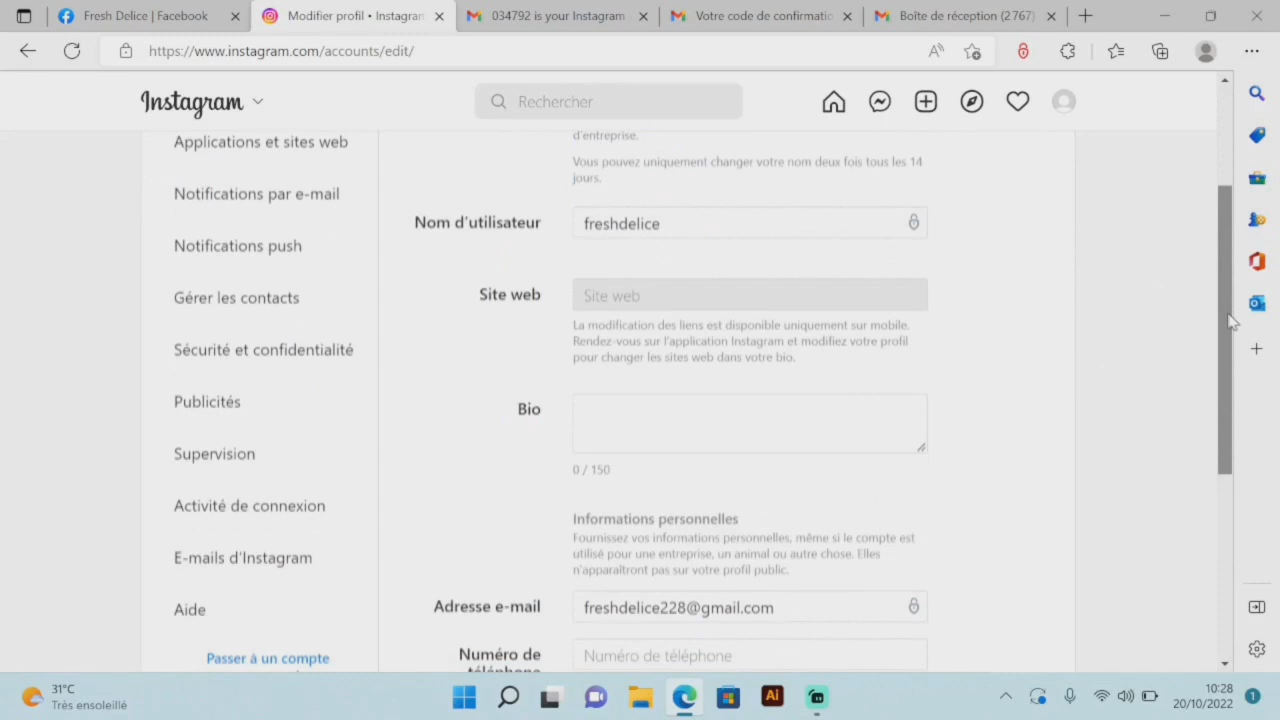 Fresh Delice | Facebook
Modifier profil • Instagram
034792 is your Instagram
Votre code de confirmatio
Boîte de réception (2 767)
https://www.instagram.com/accounts/edit/
Instagram
Rechercher
Applications et sites web
Notifications par e-mail
Notifications push
Gérer les contacts
Sécurité et confidentialité
Publicités
Supervision
Activité de connexion
E-mails d'Instagram
Aide
Passer à un compte
d'entreprise.
Vous pouvez uniquement changer votre nom deux fois tous les 14
jours.
Nom d'utilisateur
freshdelice
Site web
Site web
La modification des liens est disponible uniquement sur mobile.
Rendez-vous sur l'application Instagram et modifiez votre profil
pour changer les sites web dans votre bio.
Bio
0 / 150
Informations personnelles
Fournissez vos informations personnelles, même si le compte est
utilisé pour une entreprise, un animal ou autre chose. Elles
n'apparaîtront pas sur votre profil public.
Adresse e-mail
freshdelice228@gmail.com
Numéro de
téléphone
Numéro de téléphone
31°C
Très ensoleillé
Ai
10:28
20/10/2022
1